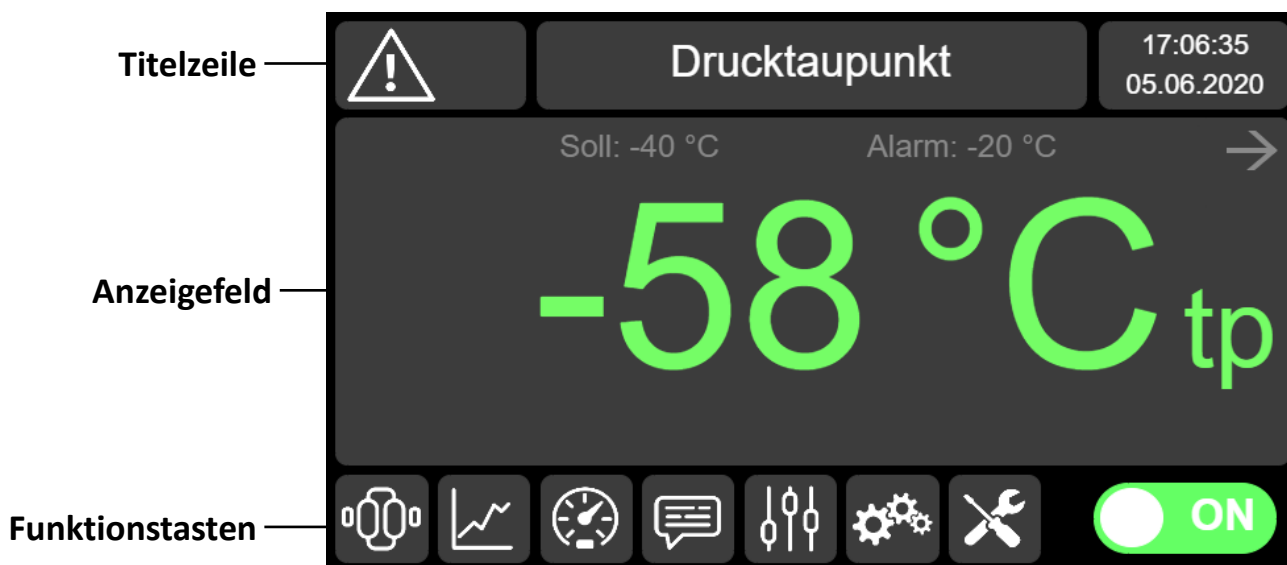 Titelzeile
Drucktaupunkt
17:06:35
05.06.2020
Soll: -40 °C
Alarm: -20 °C
Anzeigefeld
-58 °C tp
Funktionstasten
ON